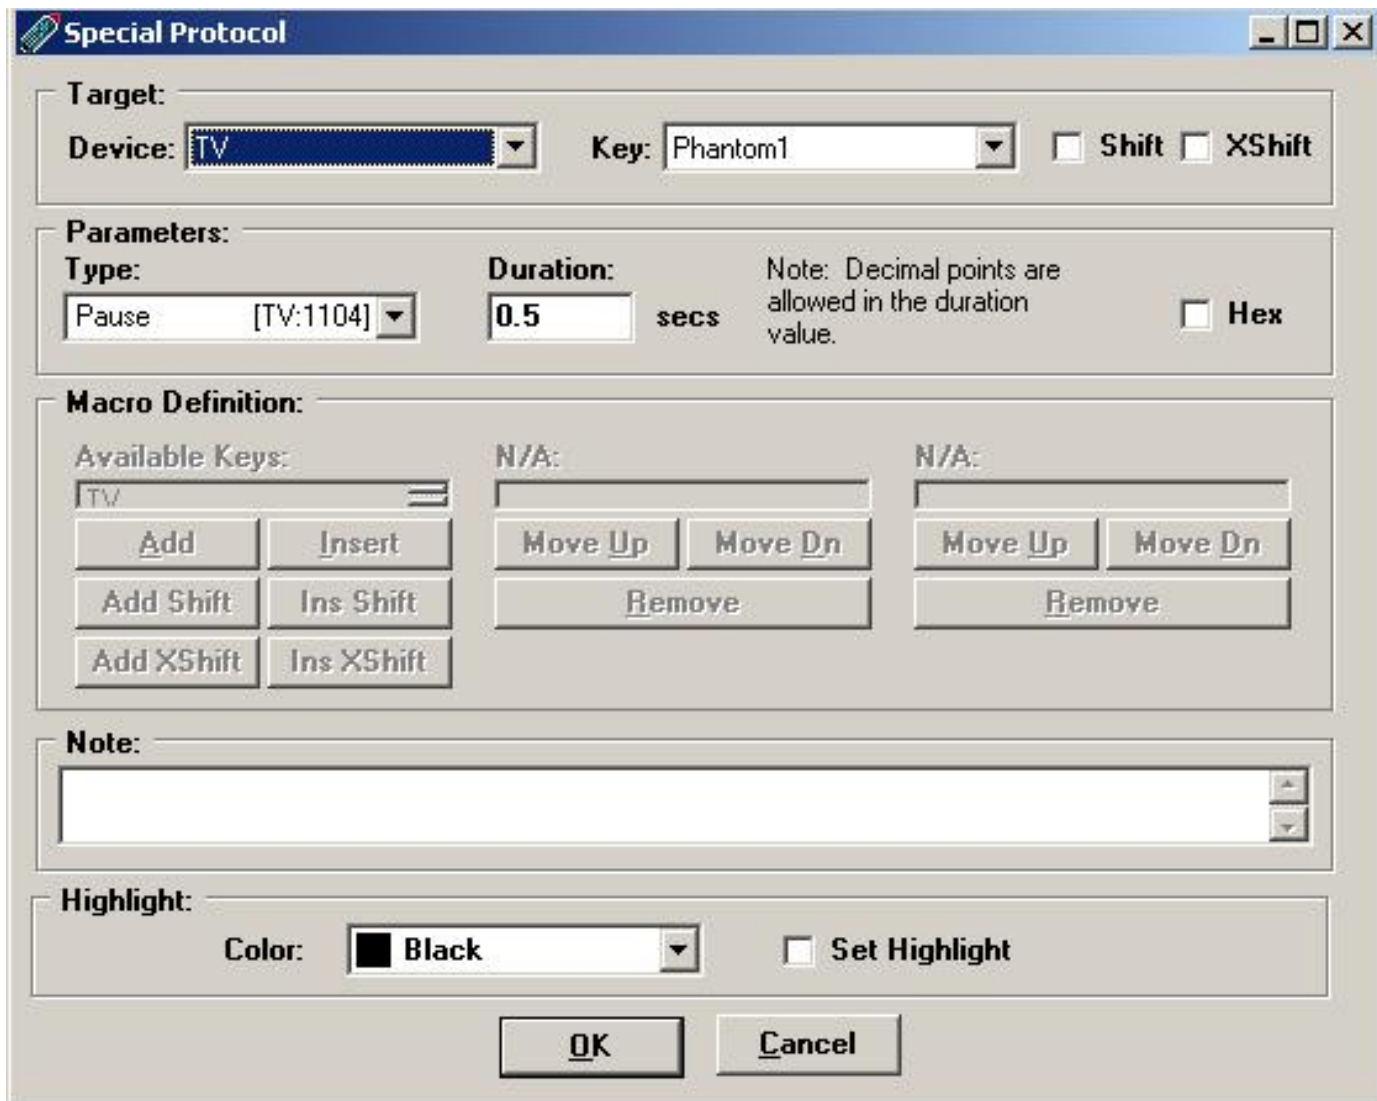 Special Protocol
Target:
Device: TV Key: Phantom1 Shift XShift
Parameters:
Type: Duration:
Pause [TV:1104] 0.5 secs
Note: Decimal points are
allowed in the duration
value.
Hex
Macro Definition:
Available Keys: N/A: N/A:
TV
Add Insert Move Up Move Dn Move Up Move Dn
Add Shift Ins Shift Remove Remove
Add XShift Ins XShift
Note:
Highlight:
Color: Black Set Highlight
OK Cancel